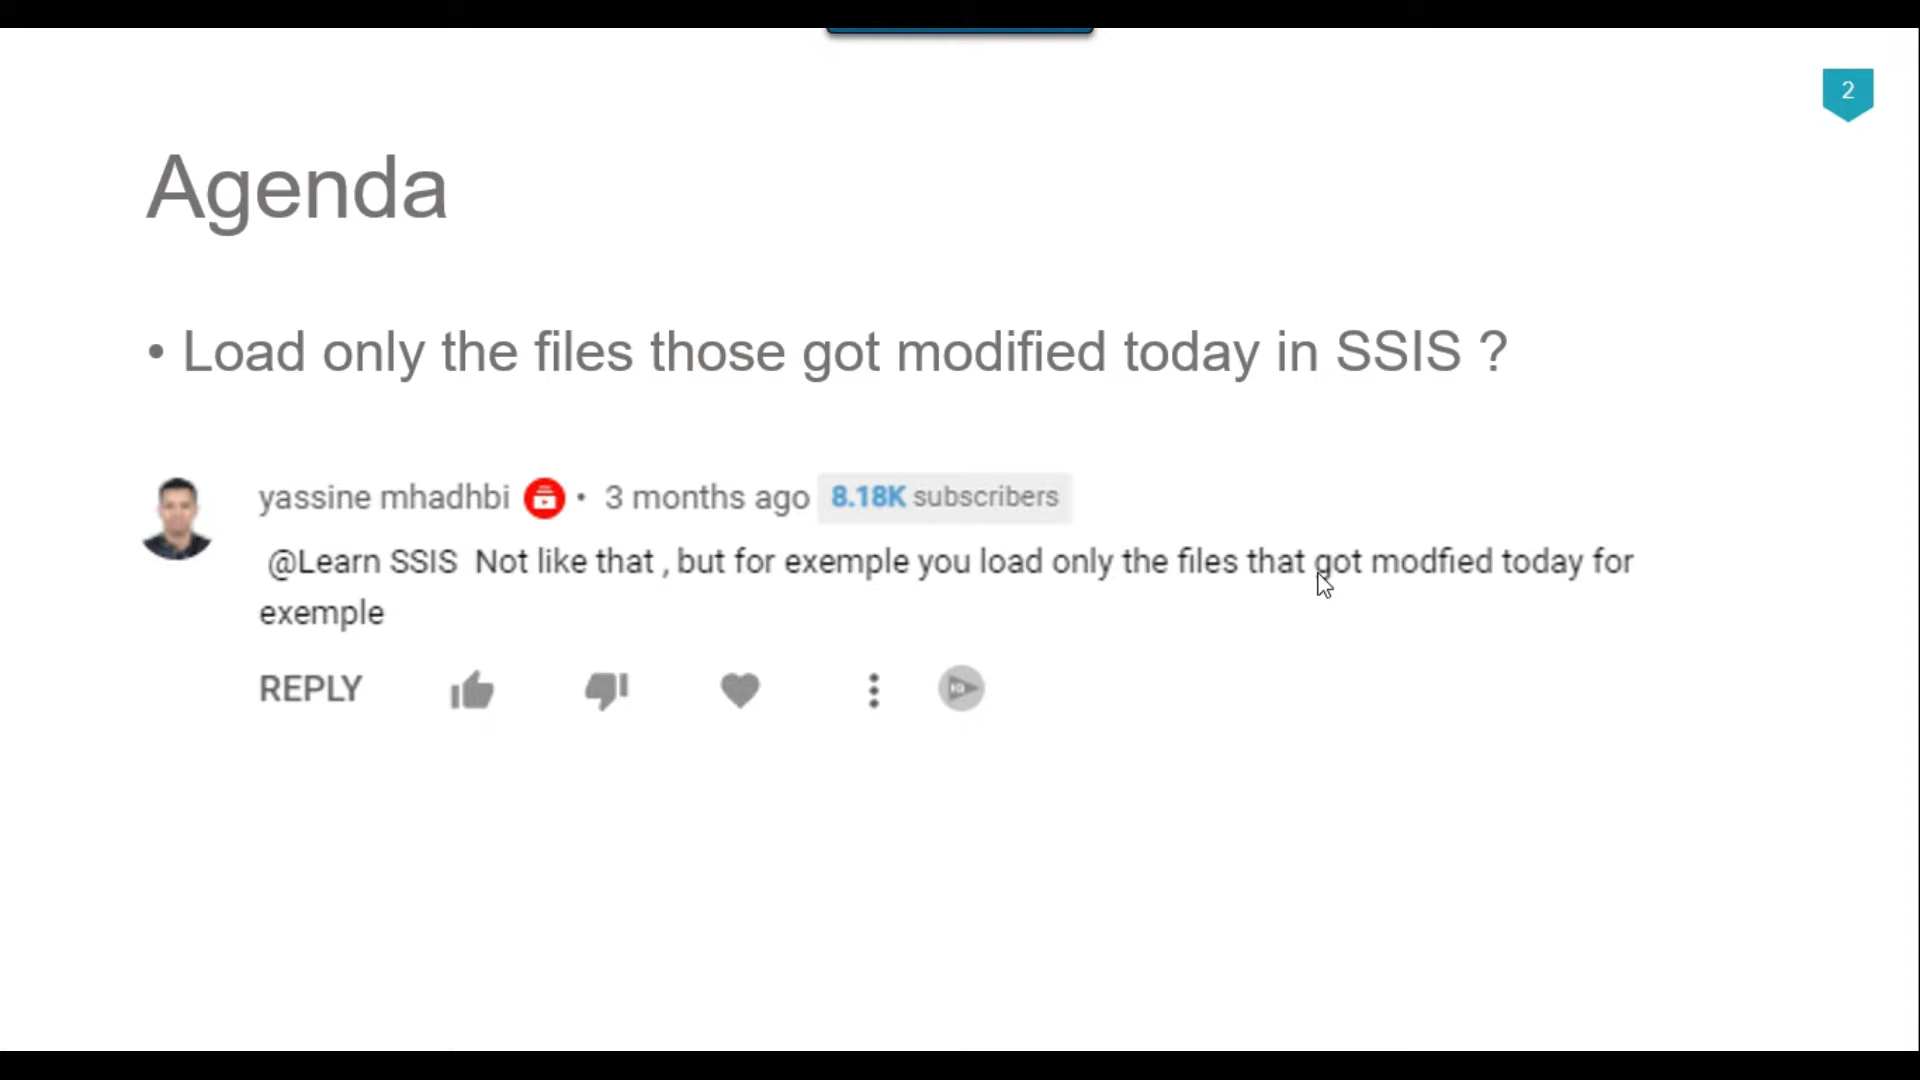 2
Agenda
• Load only the files those got modified today in SSIS ?
yassine mhadhbi • 3 months ago 8.18K subscribers
@Learn SSIS Not like that , but for exemple you load only the files that got modfied today for
exemple
REPLY